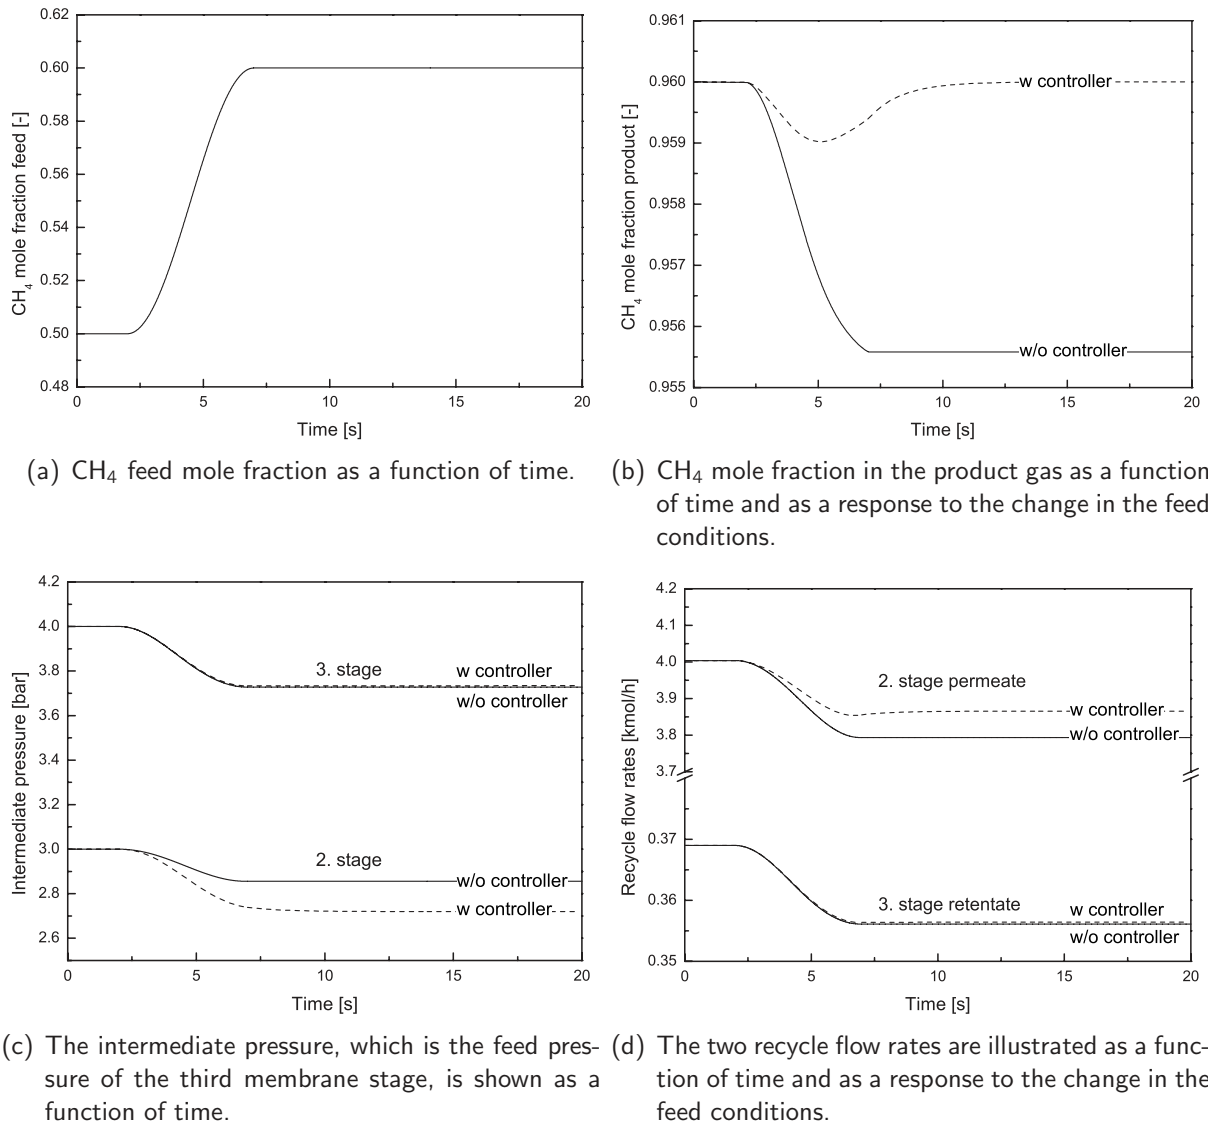 0.62
0.60
0.58
0.56
0.54
0.52
0.50
0.48
0
5
10
15
20
CH₄ mole fraction feed [-]
Time [s]
(a) CH₄ feed mole fraction as a function of time.
0.961
0.960
0.959
0.958
0.957
0.956
0.955
0
5
10
15
20
CH₄ mole fraction product [-]
Time [s]
w controller
w/o controller
(b) CH₄ mole fraction in the product gas as a function
of time and as a response to the change in the feed
conditions.
4.2
4.0
3.8
3.6
3.4
3.2
3.0
2.8
2.6
0
5
10
15
20
Intermediate pressure [bar]
Time [s]
3. stage
w controller
w/o controller
2. stage
w/o controller
w controller
(c) The intermediate pressure, which is the feed pres-
sure of the third membrane stage, is shown as a
function of time.
4.2
4.1
4.0
3.9
3.8
3.7
0.37
0.36
0.35
0
5
10
15
20
Recycle flow rates [kmol/h]
Time [s]
2. stage permeate
w controller
w/o controller
3. stage retentate
w controller
w/o controller
(d) The two recycle flow rates are illustrated as a func-
tion of time and as a response to the change in the
feed conditions.